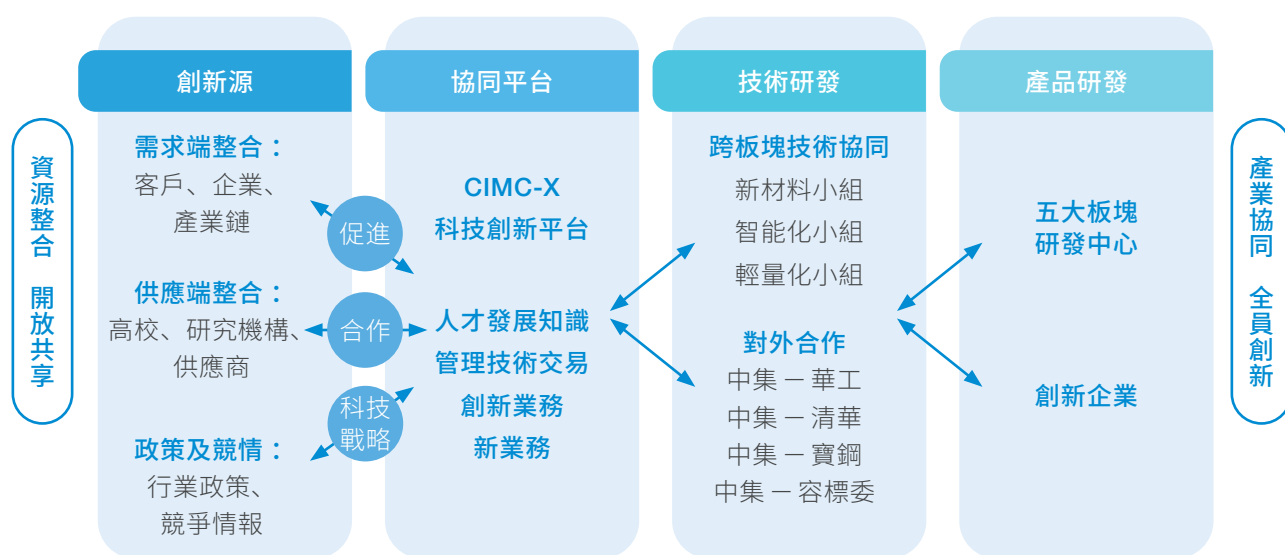 資源整合 開放共享
創新源
需求端整合：
客戶、企業、
產業鏈
供應端整合：
高校、研究機構、
供應商
政策及競情：
行業政策、
競爭情報
促進
合作
科技
戰略
協同平台
CIMC-X
科技創新平台
人才發展知識
管理技術交易
創新業務
新業務
技術研發
跨板塊技術協同
新材料小組
智能化小組
輕量化小組
對外合作
中集 — 華工
中集 — 清華
中集 — 寶鋼
中集 — 容標委
產品研發
五大板塊
研發中心
創新企業
產業協同 全員創新